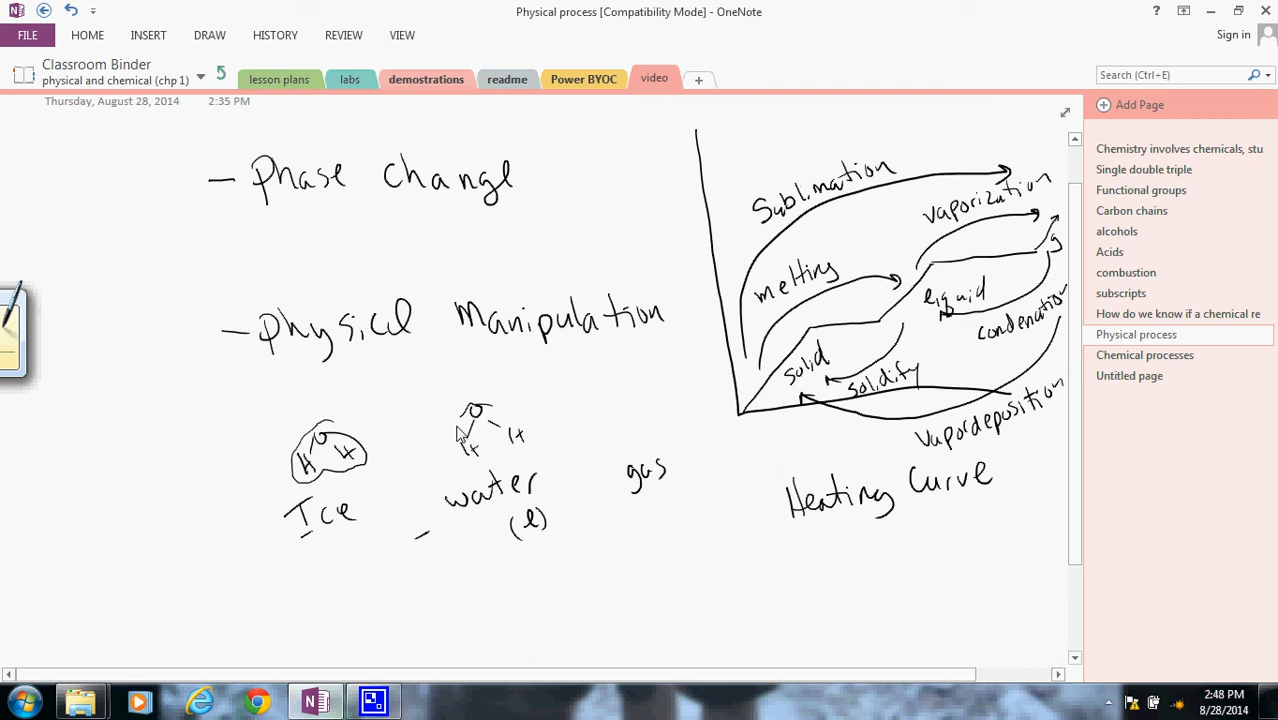 Physical process [Compatibility Mode] - OneNote
?
FILE HOME INSERT DRAW HISTORY REVIEW VIEW
Sign in
Classroom Binder
physical and chemical (chp 1)
lesson plans labs demostrations readme Power BYOC video +
Search (Ctrl+E)
Thursday, August 28, 2014 2:35 PM
Add Page
Chemistry involves chemicals, stu
Single double triple
Functional groups
Carbon chains
alcohols
Acids
combustion
subscripts
How do we know if a chemical re
Physical process
Chemical processes
Untitled page
- Phase change
- Physical Manipulation
O
H H
Ice
O
H H
water
(l)
gas
Sublimation
vaporization
melting
g
liquid
condenation
solid
solidify
Vapordeposition
Heating Curve
2:48 PM
8/28/2014